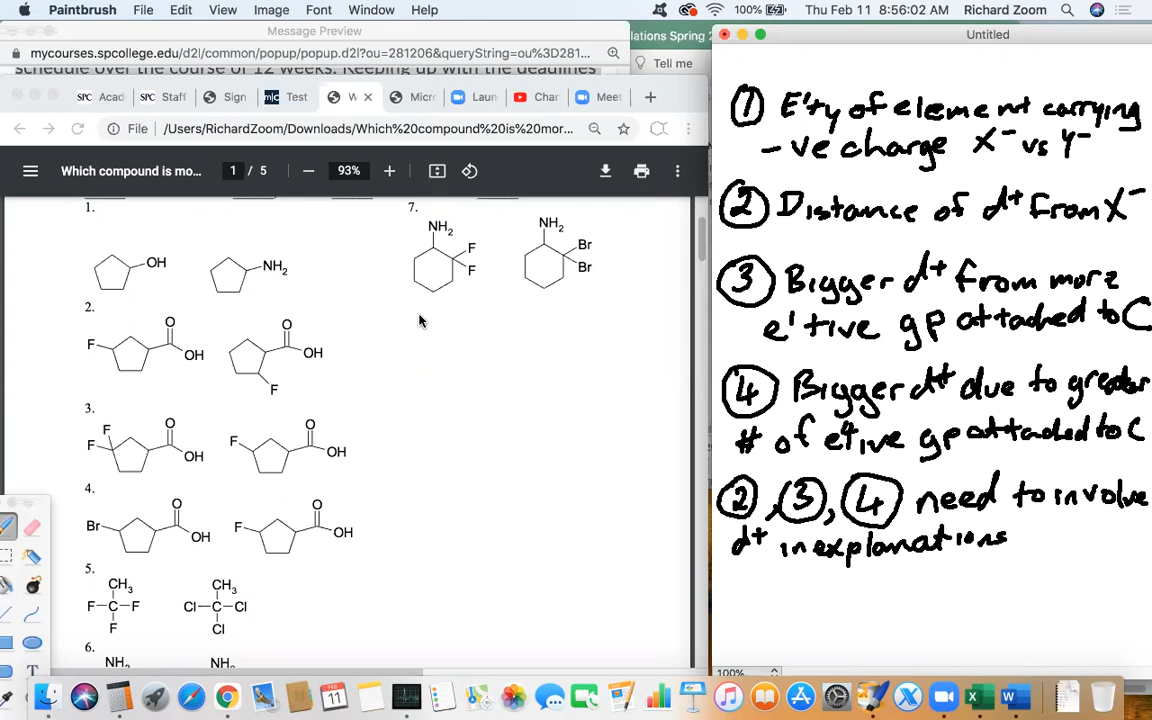 Paintbrush File Edit View Image Font Window Help 100% Thu Feb 11 8:56:02 AM Richard Zoom
Message Preview
mycourses.spcollege.edu/d2l/common/popup/popup.d2l?ou=281206&queryString=ou%3D281...
lations Spring 2
Tell me
schedule over the course of 12 weeks. Keeping up with the deadlines
SPC Acad
SPC Staff
Sign
mc Test
W
Micro
Laun
Chan
Meet
File /Users/RichardZoom/Downloads/Which%20compound%20is%20mor...
Which compound is mo... 1 / 5 93%
1.
OH
NH2
7.
NH2
F
F
NH2
Br
Br
2.
F
O
OH
O
OH
F
3.
F
F
O
OH
F
O
OH
4.
Br
O
OH
F
O
OH
5.
CH3
F–C–F
F
CH3
Cl–C–Cl
Cl
6.
NH2
NH2
Untitled
① E'ty of element carrying
-ve charge X⁻ vs Y⁻
② Distance of d+ from X⁻
③ Bigger d+ from more
e'tive gp attached to C
④ Bigger d+ due to greater
# of e'tive gp attached to C
②,③,④ need to involve
d+ in explanations
100%
FEB
11